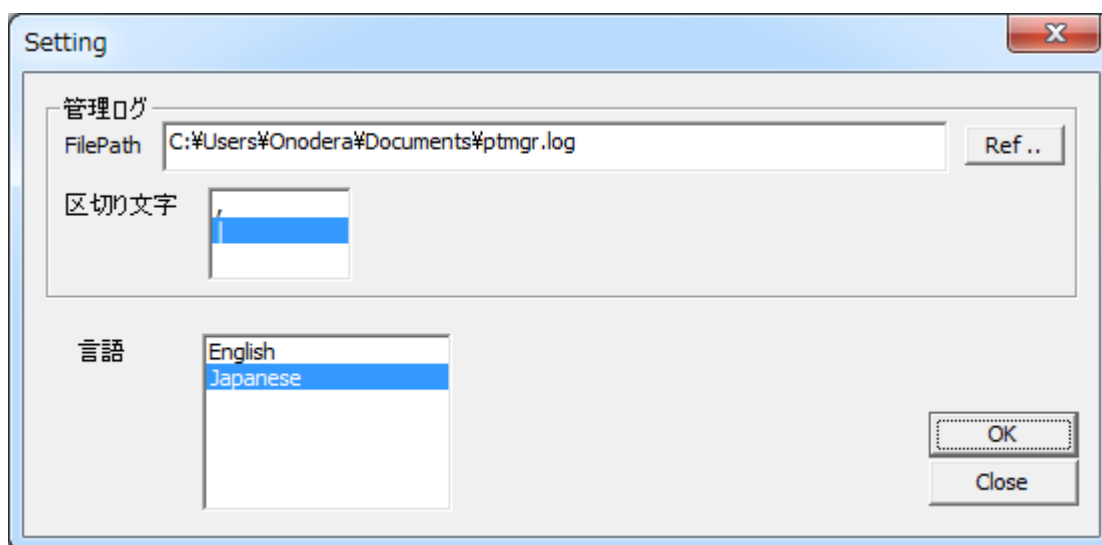 Setting
管理ログ
FilePath C:¥Users¥Onodera¥Documents¥ptmgr.log Ref ..
区切り文字
,
|
言語
English
Japanese
OK
Close